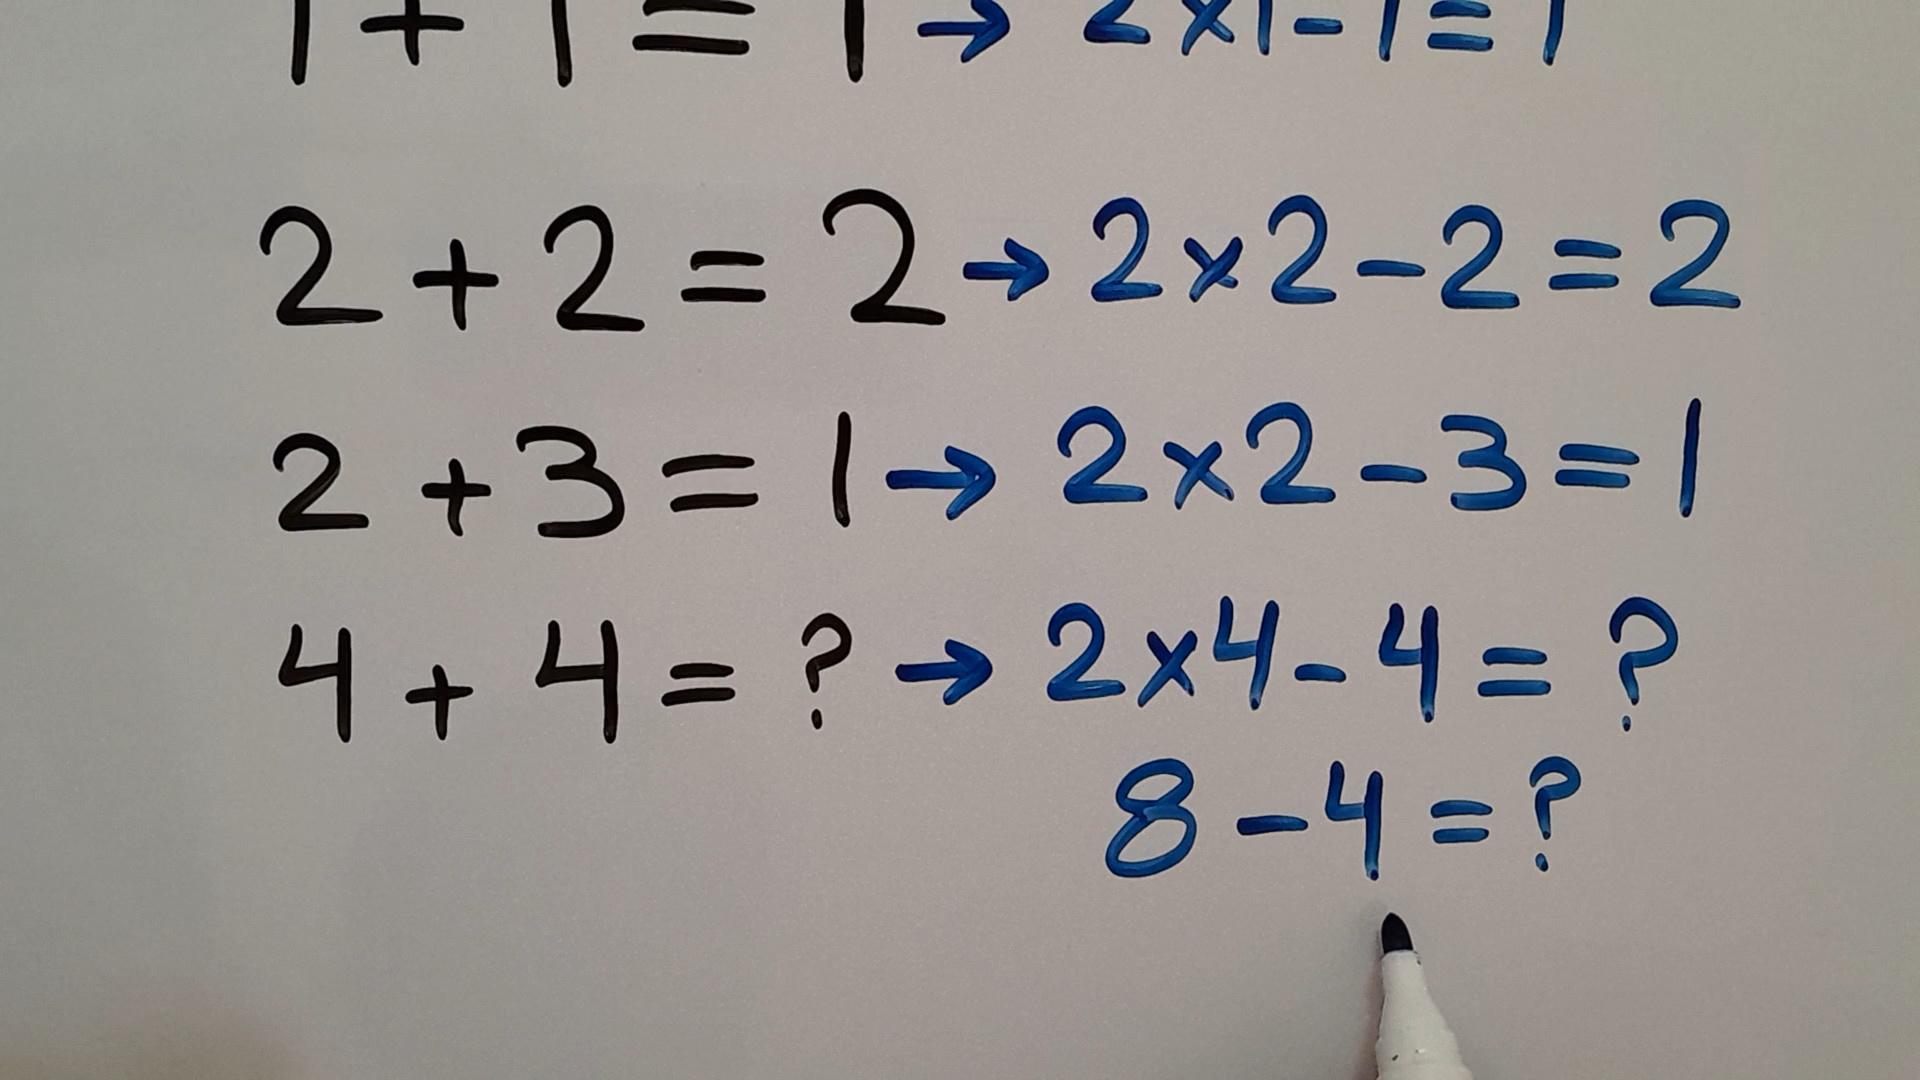 1 + 1 = 1 → 2×1-1=1
2 + 2 = 2 → 2×2-2=2
2 + 3 = 1 → 2×2-3=1
4 + 4 = ? → 2×4-4=?
8-4=?